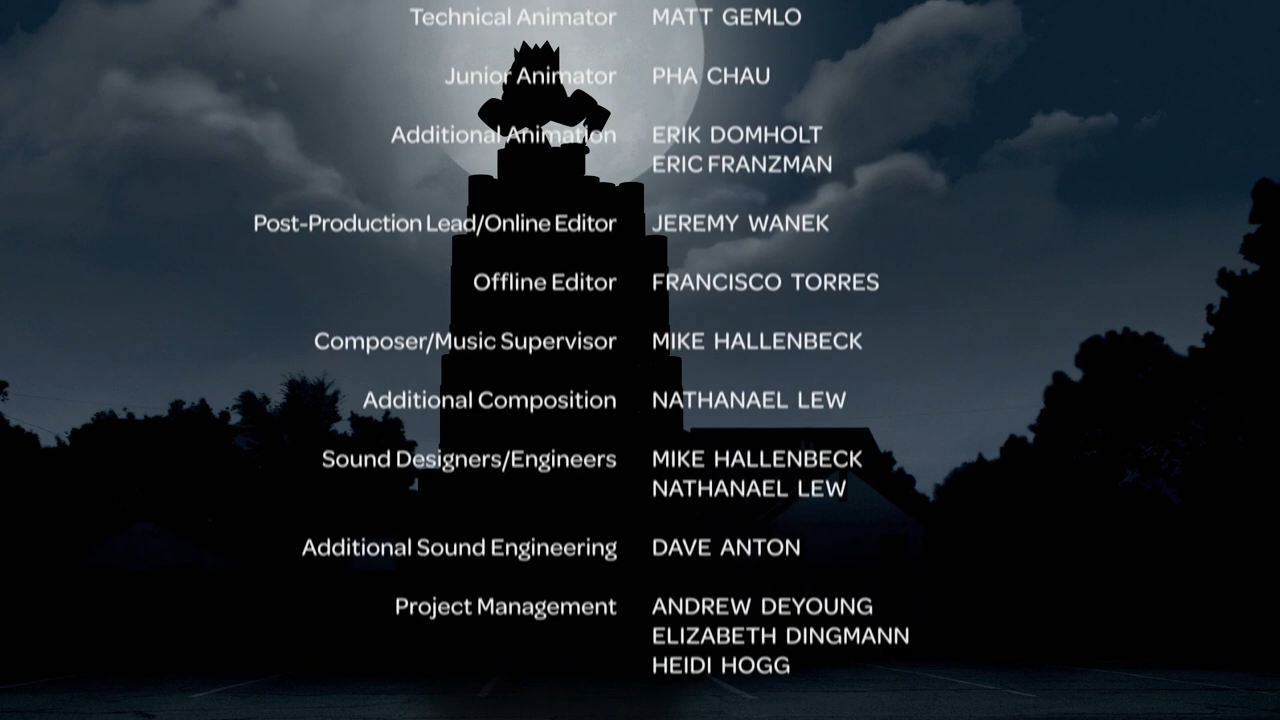 Technical Animator MATT GEMLO
Junior Animator PHA CHAU
Additional Animation ERIK DOMHOLT
ERIC FRANZMAN
Post-Production Lead/Online Editor JEREMY WANEK
Offline Editor FRANCISCO TORRES
Composer/Music Supervisor MIKE HALLENBECK
Additional Composition NATHANAEL LEW
Sound Designers/Engineers MIKE HALLENBECK
NATHANAEL LEW
Additional Sound Engineering DAVE ANTON
Project Management ANDREW DEYOUNG
ELIZABETH DINGMANN
HEIDI HOGG